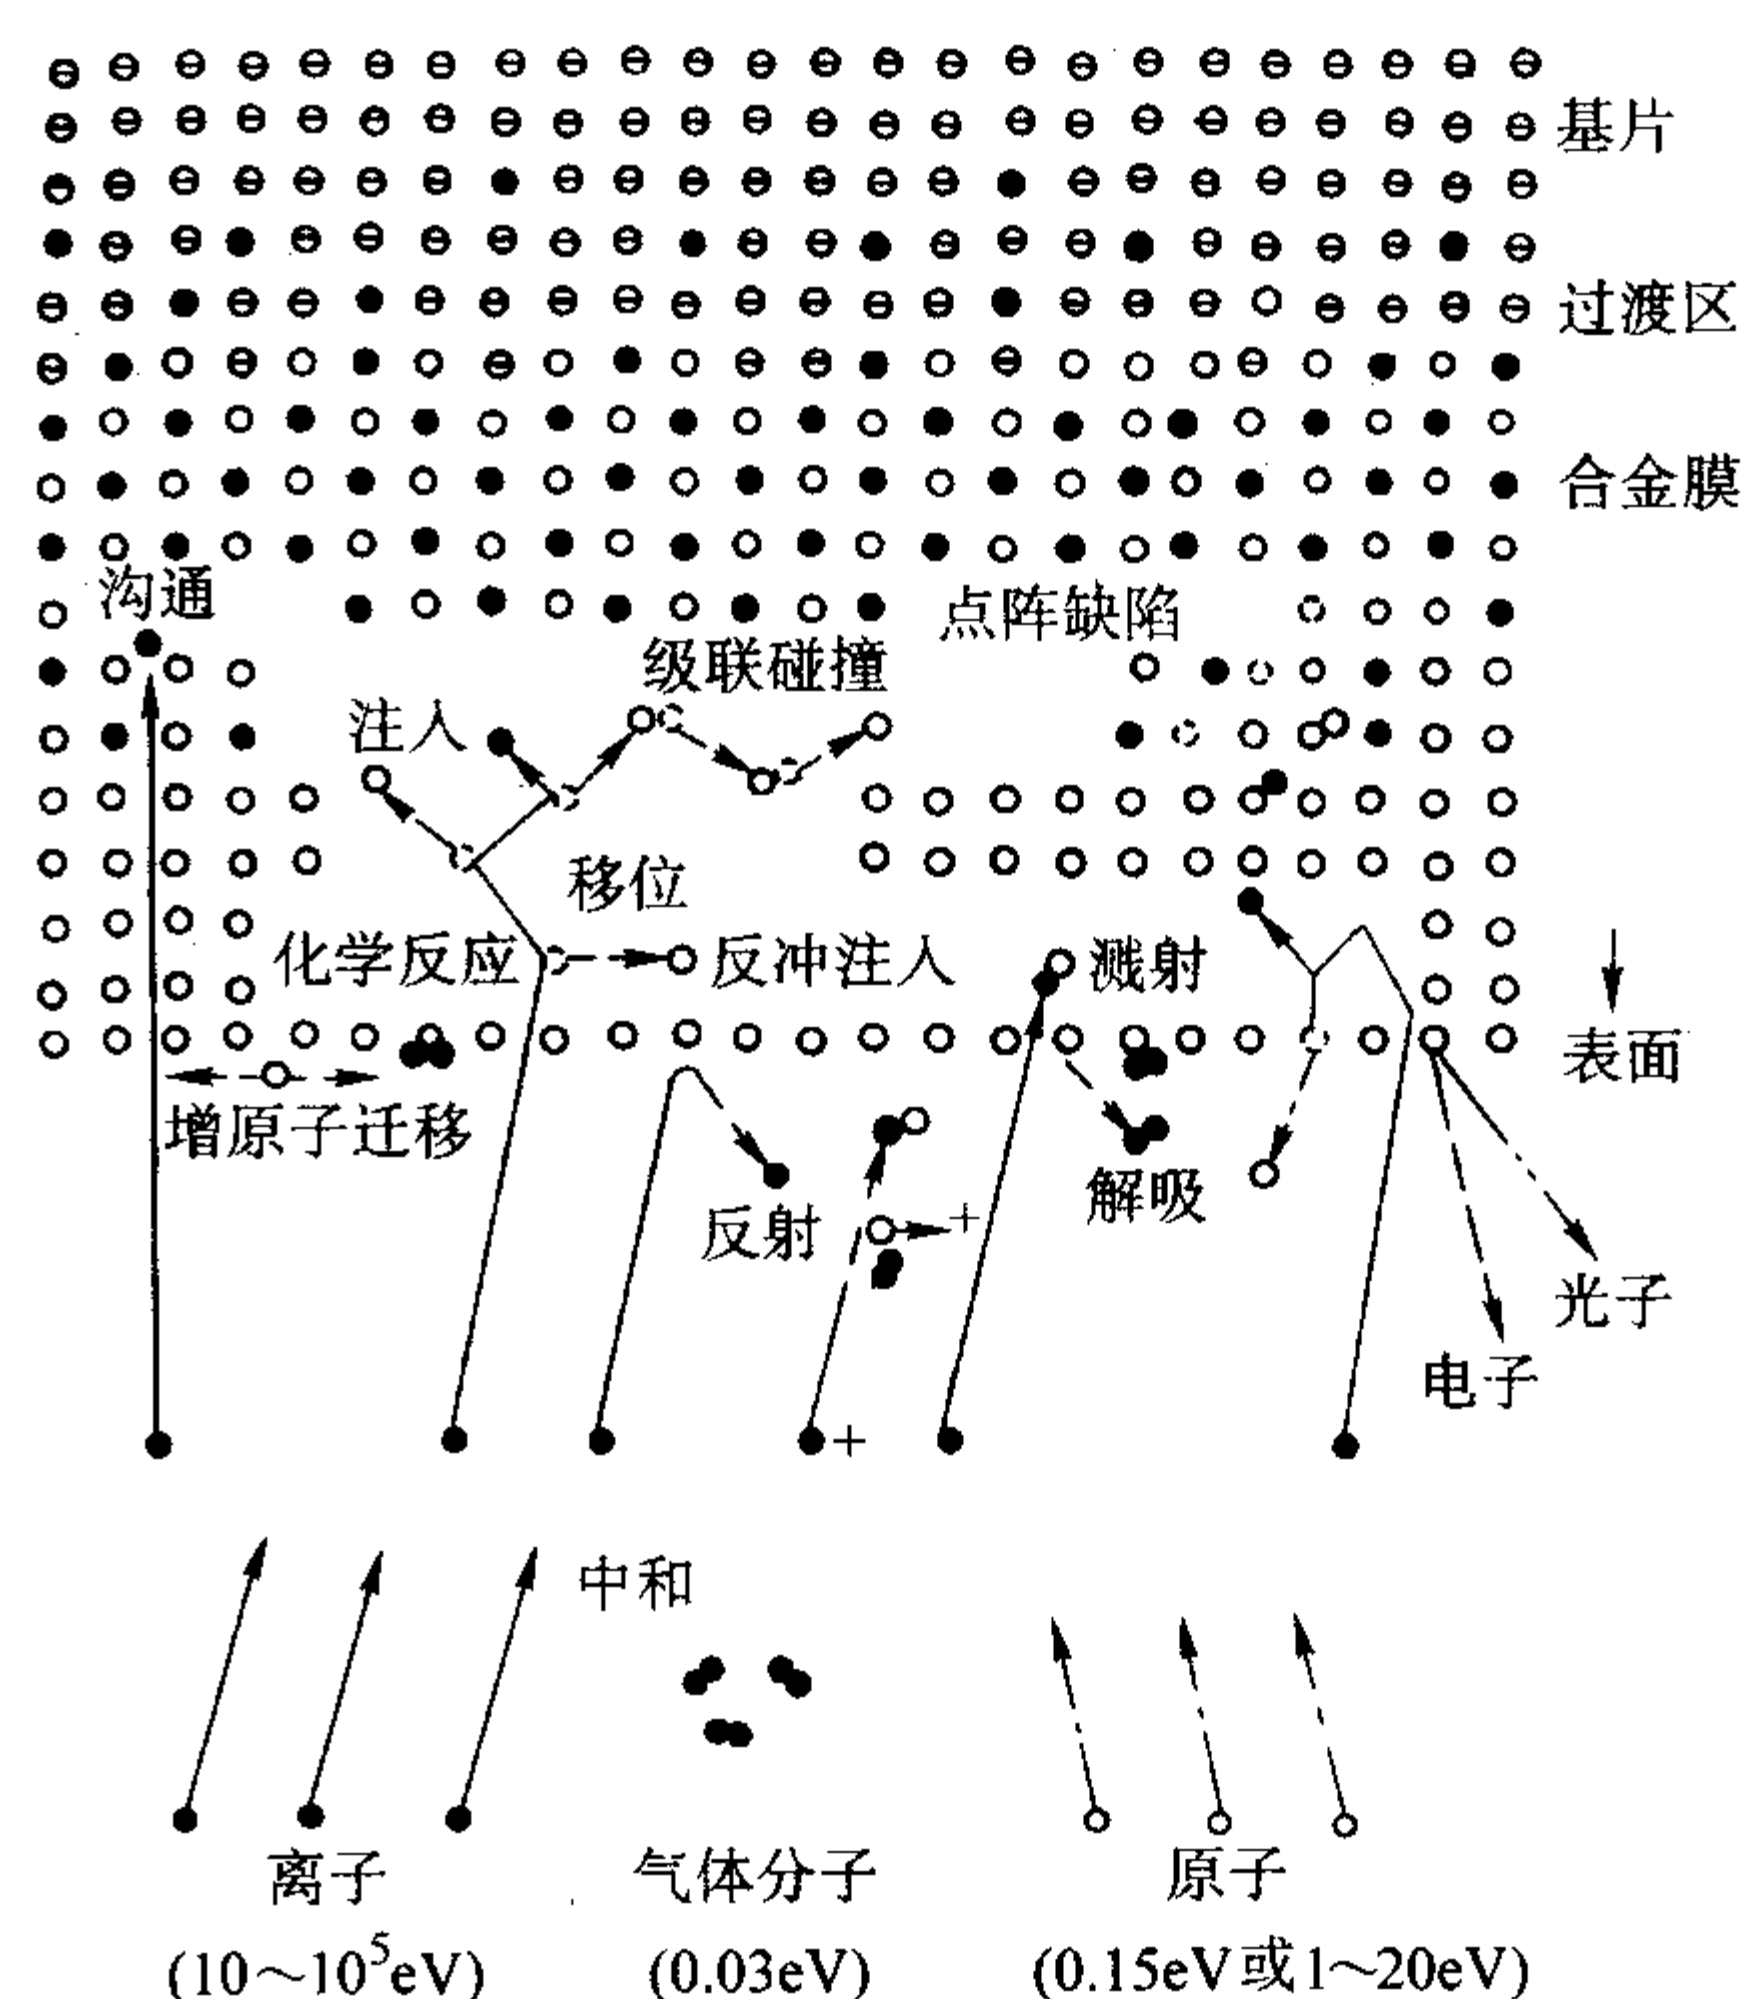 基片
过渡区
合金膜
沟通
点阵缺陷
级联碰撞
注人
移位
化学反应
反冲注人
溅射
表面
增原子迁移
解吸
反射
+
光子
电子
+
中和
离子
气体分子
原子
(10～10⁵eV)
(0.03eV)
(0.15eV或1～20eV)